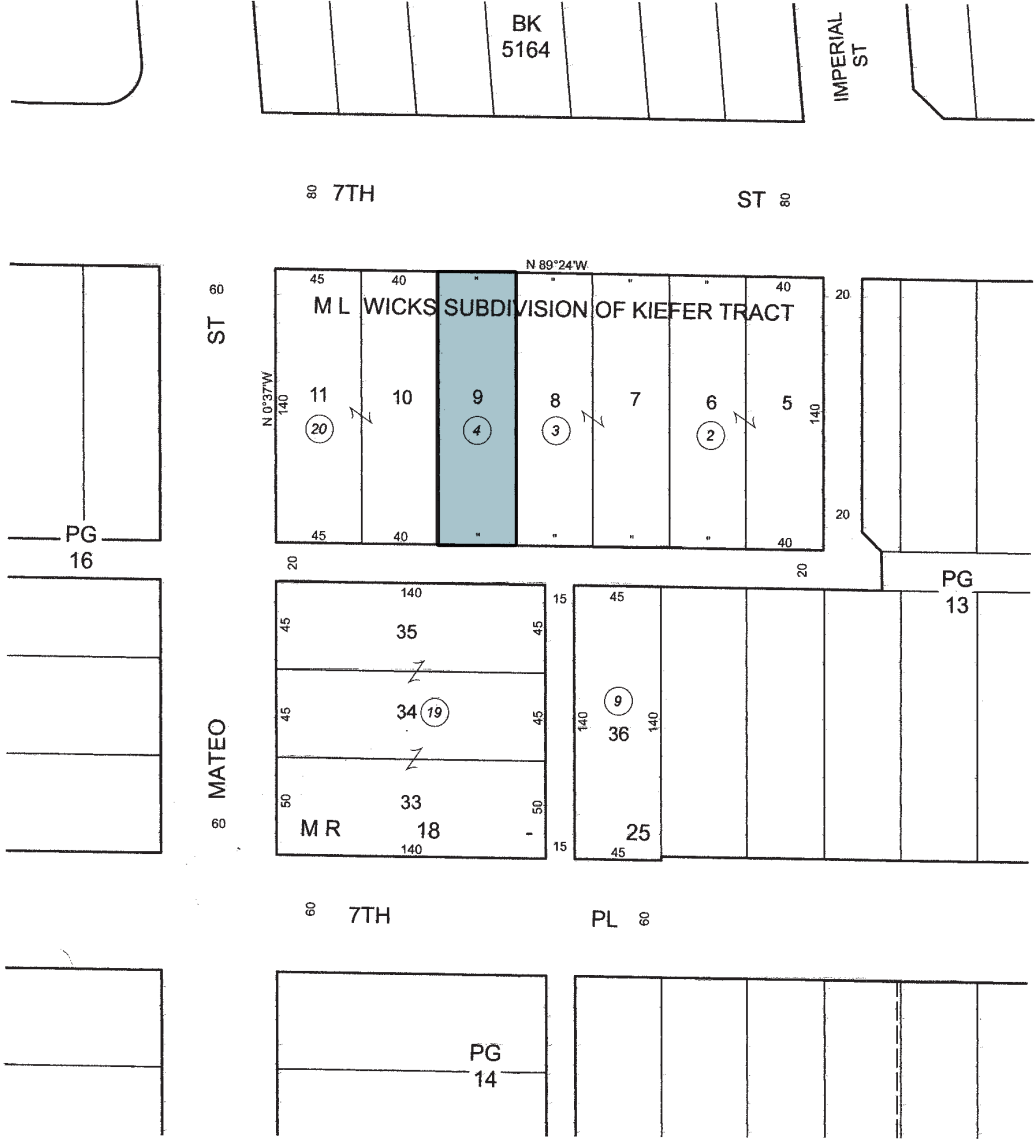 BK
5164
IMPERIAL
ST
80 7TH ST 80
N 89°24'W
60
ST
45 40 " " " " 40
20
M L WICKS SUBDIVISION OF KIEFER TRACT
N 0°37'W
140
11 10 9 8 7 6 5
140
20 4 3 2
20
45 40 " " " " 40
PG
16
20
20
PG
13
140
15 45
45 35 45
9
45 34 19 45
140 36 140
MATEO
50 33 50
60
M R 18 - 25
140
15 45
60 7TH PL 60
PG
14